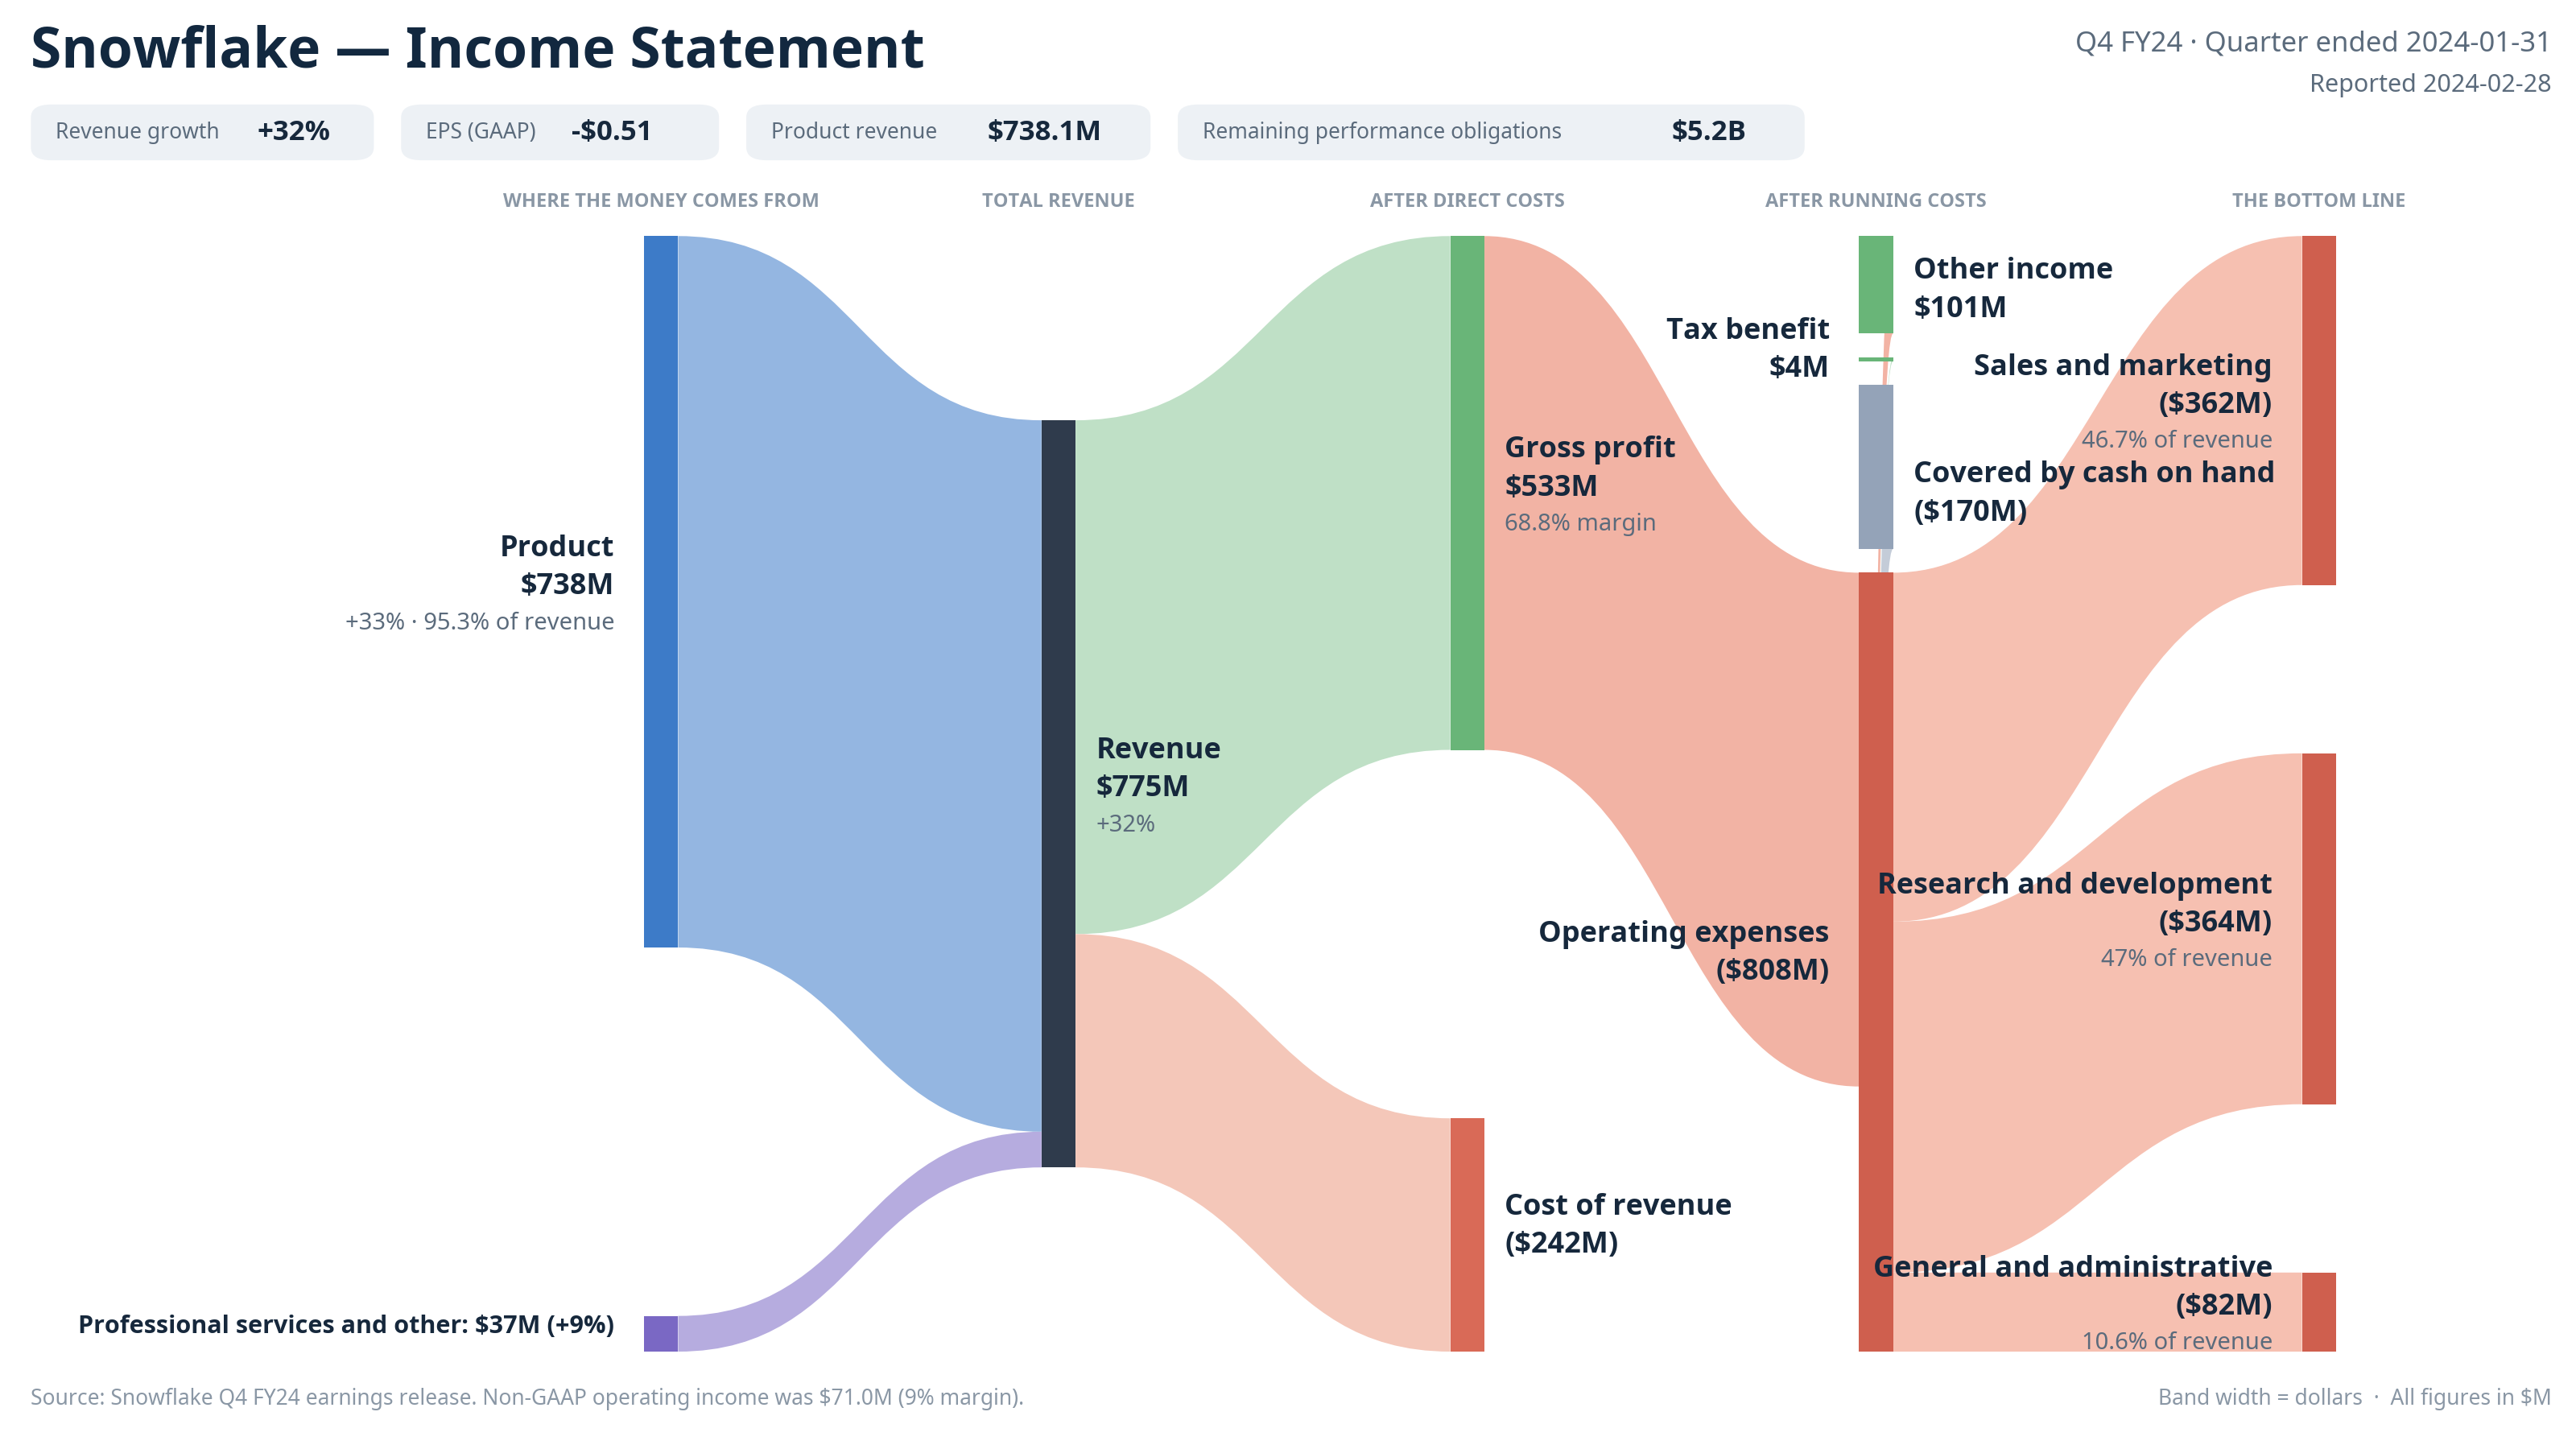 Snowflake — Income Statement
Q4 FY24 · Quarter ended 2024-01-31
Reported 2024-02-28
Revenue growth +32%
EPS (GAAP) -$0.51
Product revenue $738.1M
Remaining performance obligations $5.2B
WHERE THE MONEY COMES FROM
TOTAL REVENUE
AFTER DIRECT COSTS
AFTER RUNNING COSTS
THE BOTTOM LINE
Product
$738M
+33% · 95.3% of revenue
Professional services and other: $37M (+9%)
Revenue
$775M
+32%
Gross profit
$533M
68.8% margin
Cost of revenue
($242M)
Other income
$101M
Tax benefit
$4M
Covered by cash on hand
($170M)
Operating expenses
($808M)
Sales and marketing
($362M)
46.7% of revenue
Research and development
($364M)
47% of revenue
General and administrative
($82M)
10.6% of revenue
Source: Snowflake Q4 FY24 earnings release. Non-GAAP operating income was $71.0M (9% margin).
Band width = dollars · All figures in $M